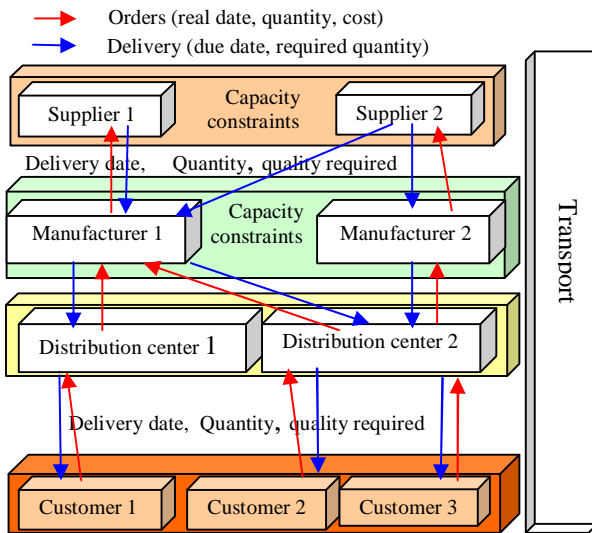 Orders (real date, quantity, cost)
Delivery (due date, required quantity)
Supplier 1
Capacity
constraints
Supplier 2
Delivery date, Quantity, quality required
Manufacturer 1
Capacity
constraints
Manufacturer 2
Distribution center 1
Distribution center 2
Delivery date, Quantity, quality required
Customer 1
Customer 2
Customer 3
Transport